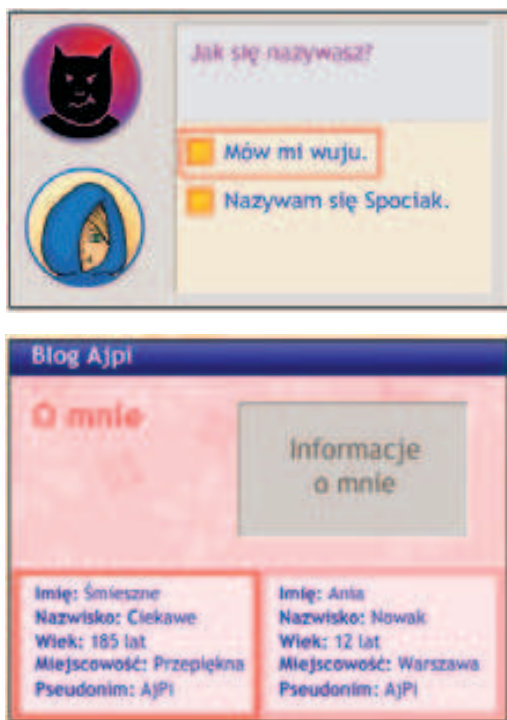 Jak się nazywasz?
Mów mi wuju.
Nazywam się Spociak.
Blog Ajpi
O mnie
Informacje
o mnie
Imię: Śmieszne
Nazwisko: Ciekawe
Wiek: 185 lat
Miejscowość: Przepiękna
Pseudonim: AjPi
Imię: Ania
Nazwisko: Nowak
Wiek: 12 lat
Miejscowość: Warszawa
Pseudonim: AjPi